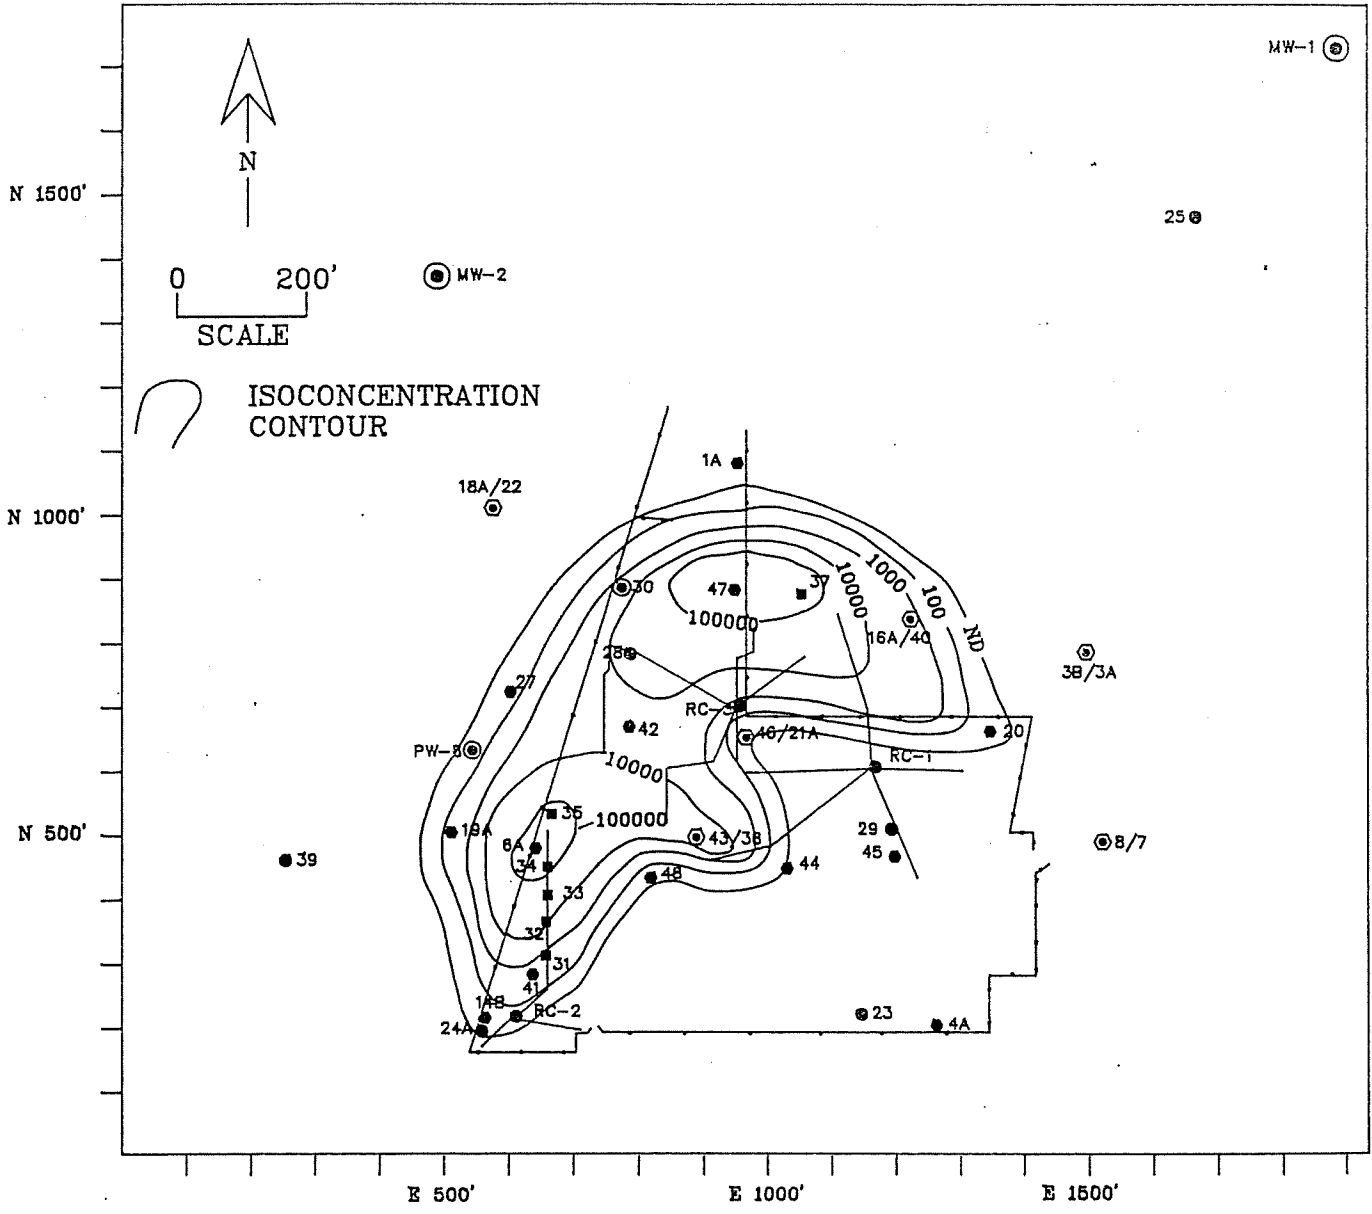 MW-1
N
N 1500'
25
0 200'
MW-2
SCALE
ISOCONCENTRATION
CONTOUR
1A
18A/22
N 1000'
1000
10000
100
30
47
37
100000
16A/40
ND
28
3B/3A
27
RC-3
42
46/21A
20
PW-5
RC-1
10000
35
100000
N 500'
19A
43/38
29
8/7
6A
39
34
45
44
48
33
32
31
41
14B
RC-2
24A
23
4A
E 500'
E 1000'
E 1500'